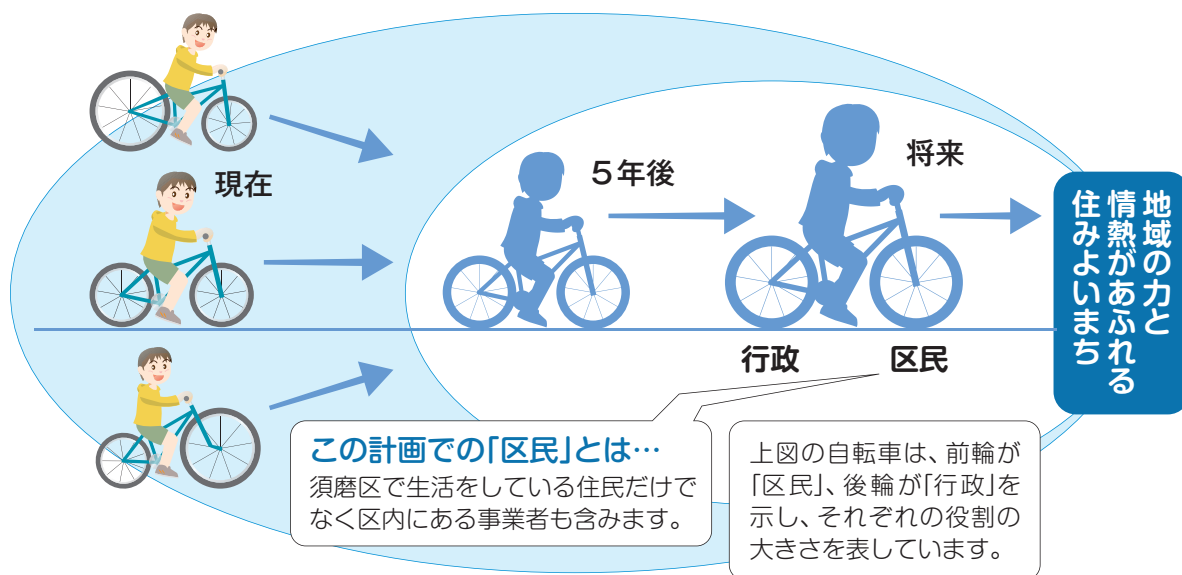 現在
5年後
将来
地域の力と
情熱があふれる
住みよいまち
行政
区民
この計画での「区民」とは…
須磨区で生活をしている住民だけで
なく区内にある事業者も含みます。
上図の自転車は、前輪が
「区民」、後輪が「行政」を
示し、それぞれの役割の
大きさを表しています。